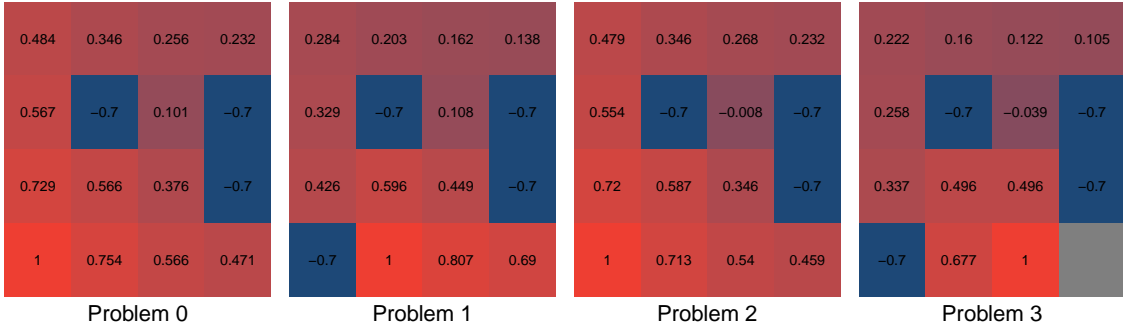 0.484 0.346 0.256 0.232
0.567 −0.7 0.101 −0.7
0.729 0.566 0.376 −0.7
1 0.754 0.566 0.471
Problem 0
0.284 0.203 0.162 0.138
0.329 −0.7 0.108 −0.7
0.426 0.596 0.449 −0.7
−0.7 1 0.807 0.69
Problem 1
0.479 0.346 0.268 0.232
0.554 −0.7 −0.008 −0.7
0.72 0.587 0.346 −0.7
1 0.713 0.54 0.459
Problem 2
0.222 0.16 0.122 0.105
0.258 −0.7 −0.039 −0.7
0.337 0.496 0.496 −0.7
−0.7 0.677 1
Problem 3